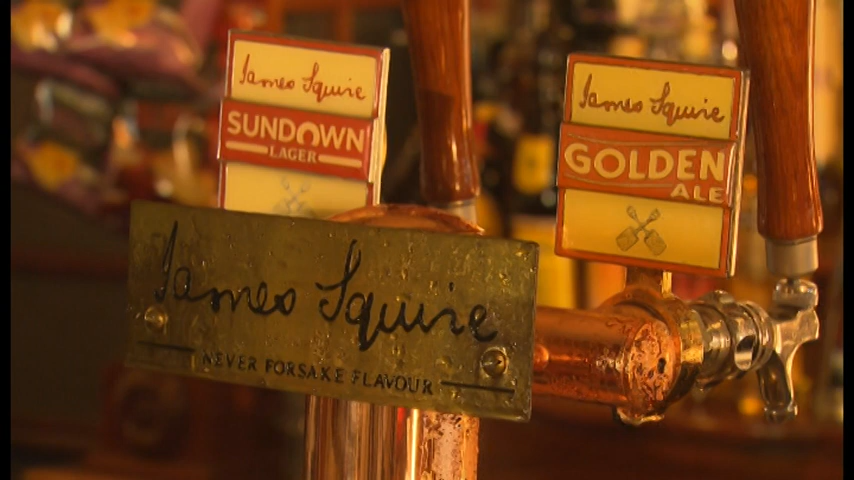 James Squire
SUNDOWN
LAGER
James Squire
GOLDEN
ALE
James Squire
NEVER FORSAKE FLAVOUR